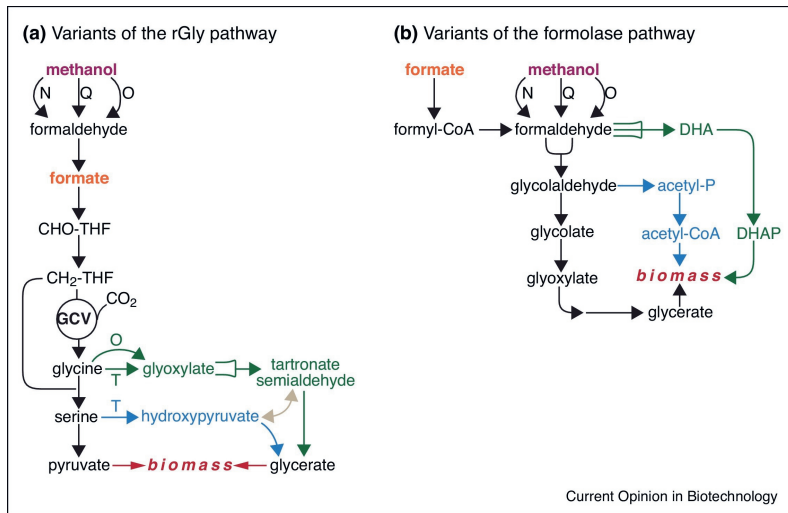 (a) Variants of the rGly pathway
methanol
N Q O
formaldehyde
formate
CHO-THF
CH2-THF
CO2
GCV
O
glycine
T
glyoxylate
tartronate
semialdehyde
serine
T
hydroxypyruvate
pyruvate
biomass
glycerate
(b) Variants of the formolase pathway
formate
methanol
N Q O
formyl-CoA
formaldehyde
DHA
glycolaldehyde
acetyl-P
glycolate
acetyl-CoA
DHAP
glyoxylate
biomass
glycerate
Current Opinion in Biotechnology